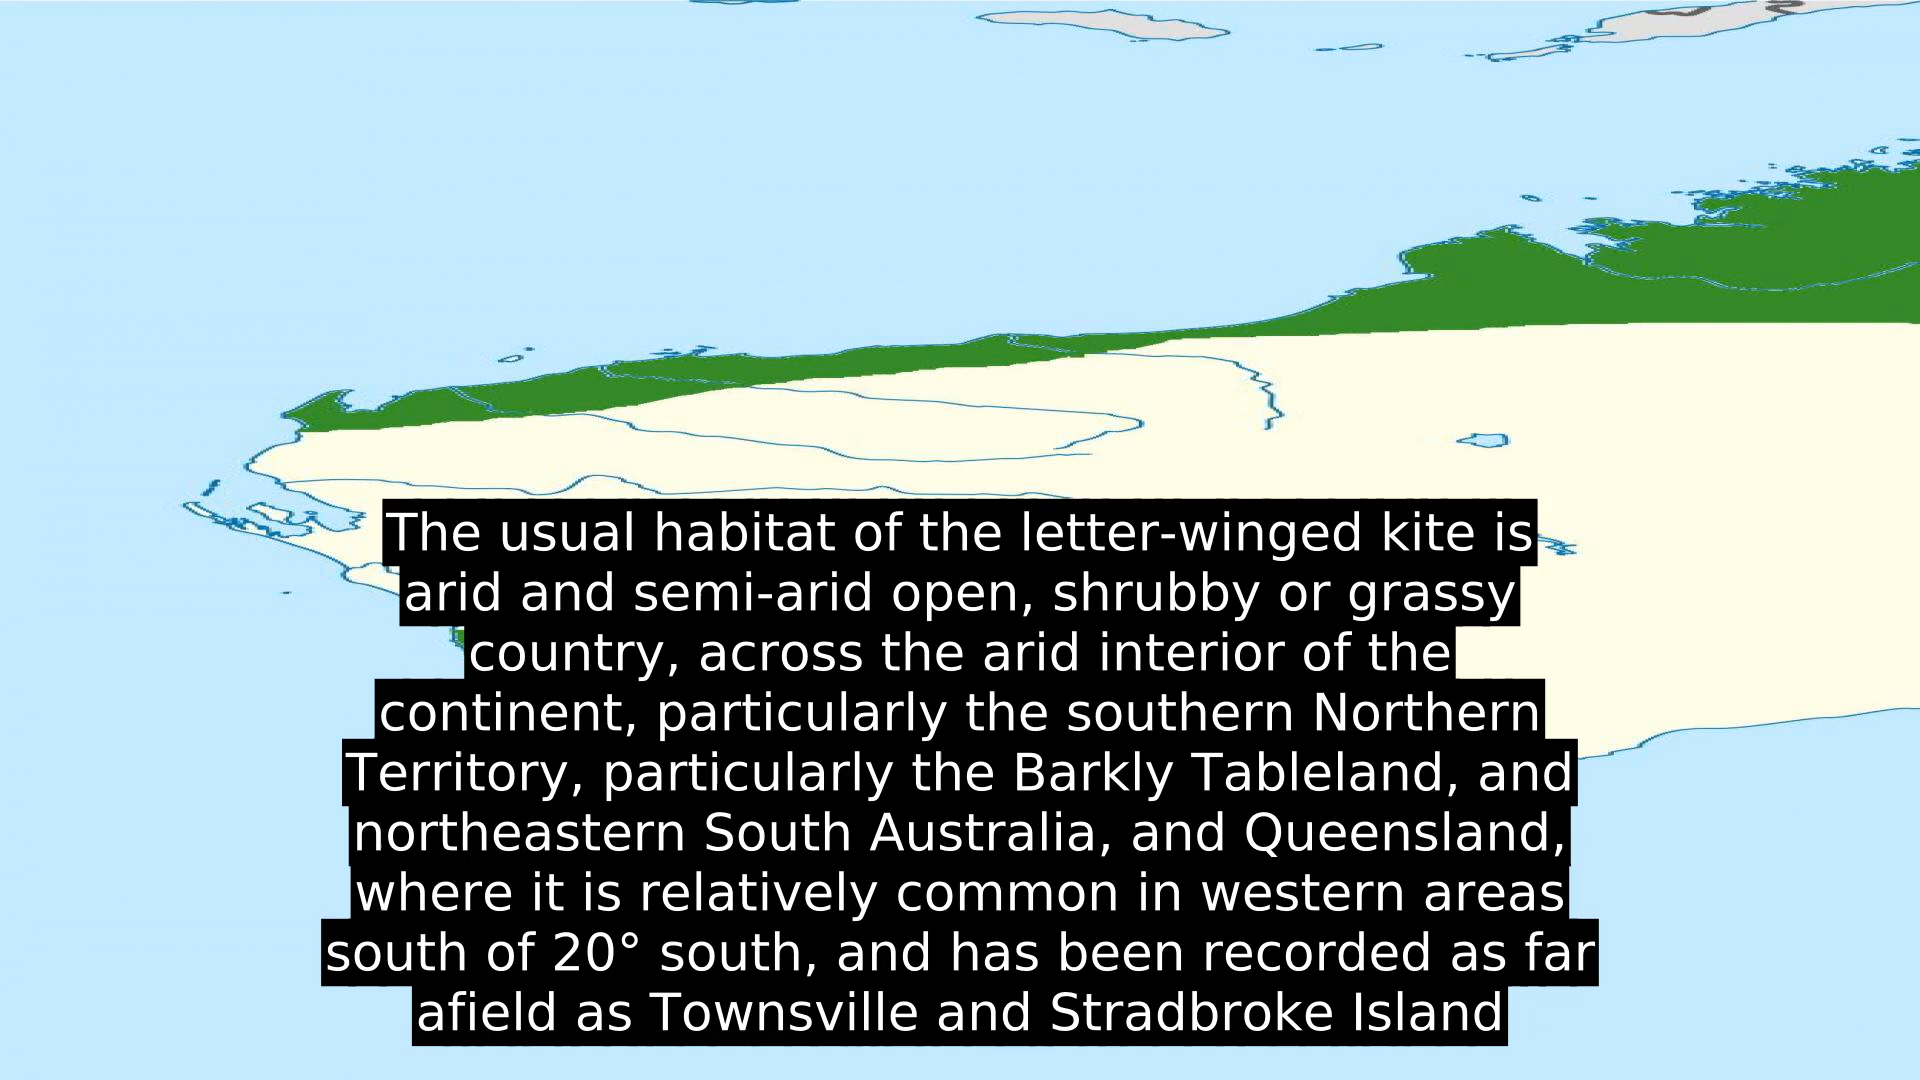 The usual habitat of the letter-winged kite is
arid and semi-arid open, shrubby or grassy
country, across the arid interior of the
continent, particularly the southern Northern
Territory, particularly the Barkly Tableland, and
northeastern South Australia, and Queensland,
where it is relatively common in western areas
south of 20° south, and has been recorded as far
afield as Townsville and Stradbroke Island